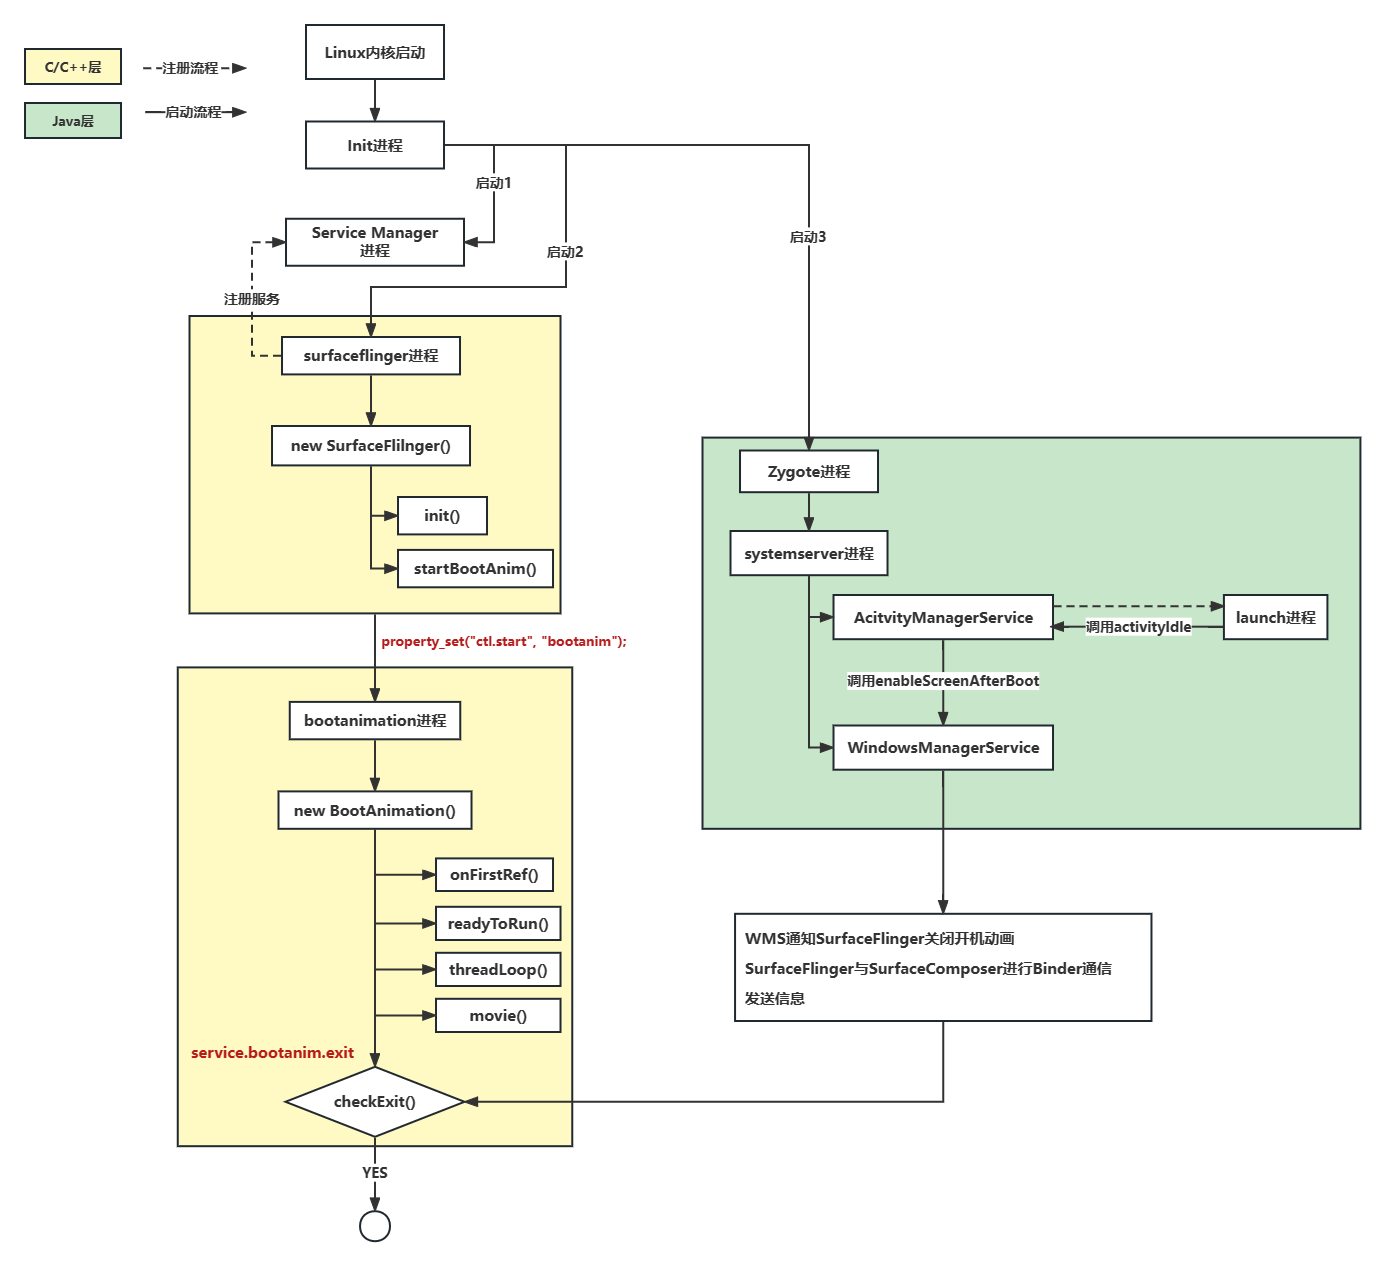 C/C++层
注册流程
Java层
启动流程
Linux内核启动
Init进程
启动1
启动2
启动3
Service Manager
进程
注册服务
surfaceflinger进程
new SurfaceFlilnger()
init()
startBootAnim()
property_set("ctl.start", "bootanim");
bootanimation进程
new BootAnimation()
onFirstRef()
readyToRun()
threadLoop()
movie()
service.bootanim.exit
checkExit()
YES
Zygote进程
systemserver进程
AcitvityManagerService
launch进程
调用activityIdle
调用enableScreenAfterBoot
WindowsManagerService
WMS通知SurfaceFlinger关闭开机动画
SurfaceFlinger与SurfaceComposer进行Binder通信
发送信息